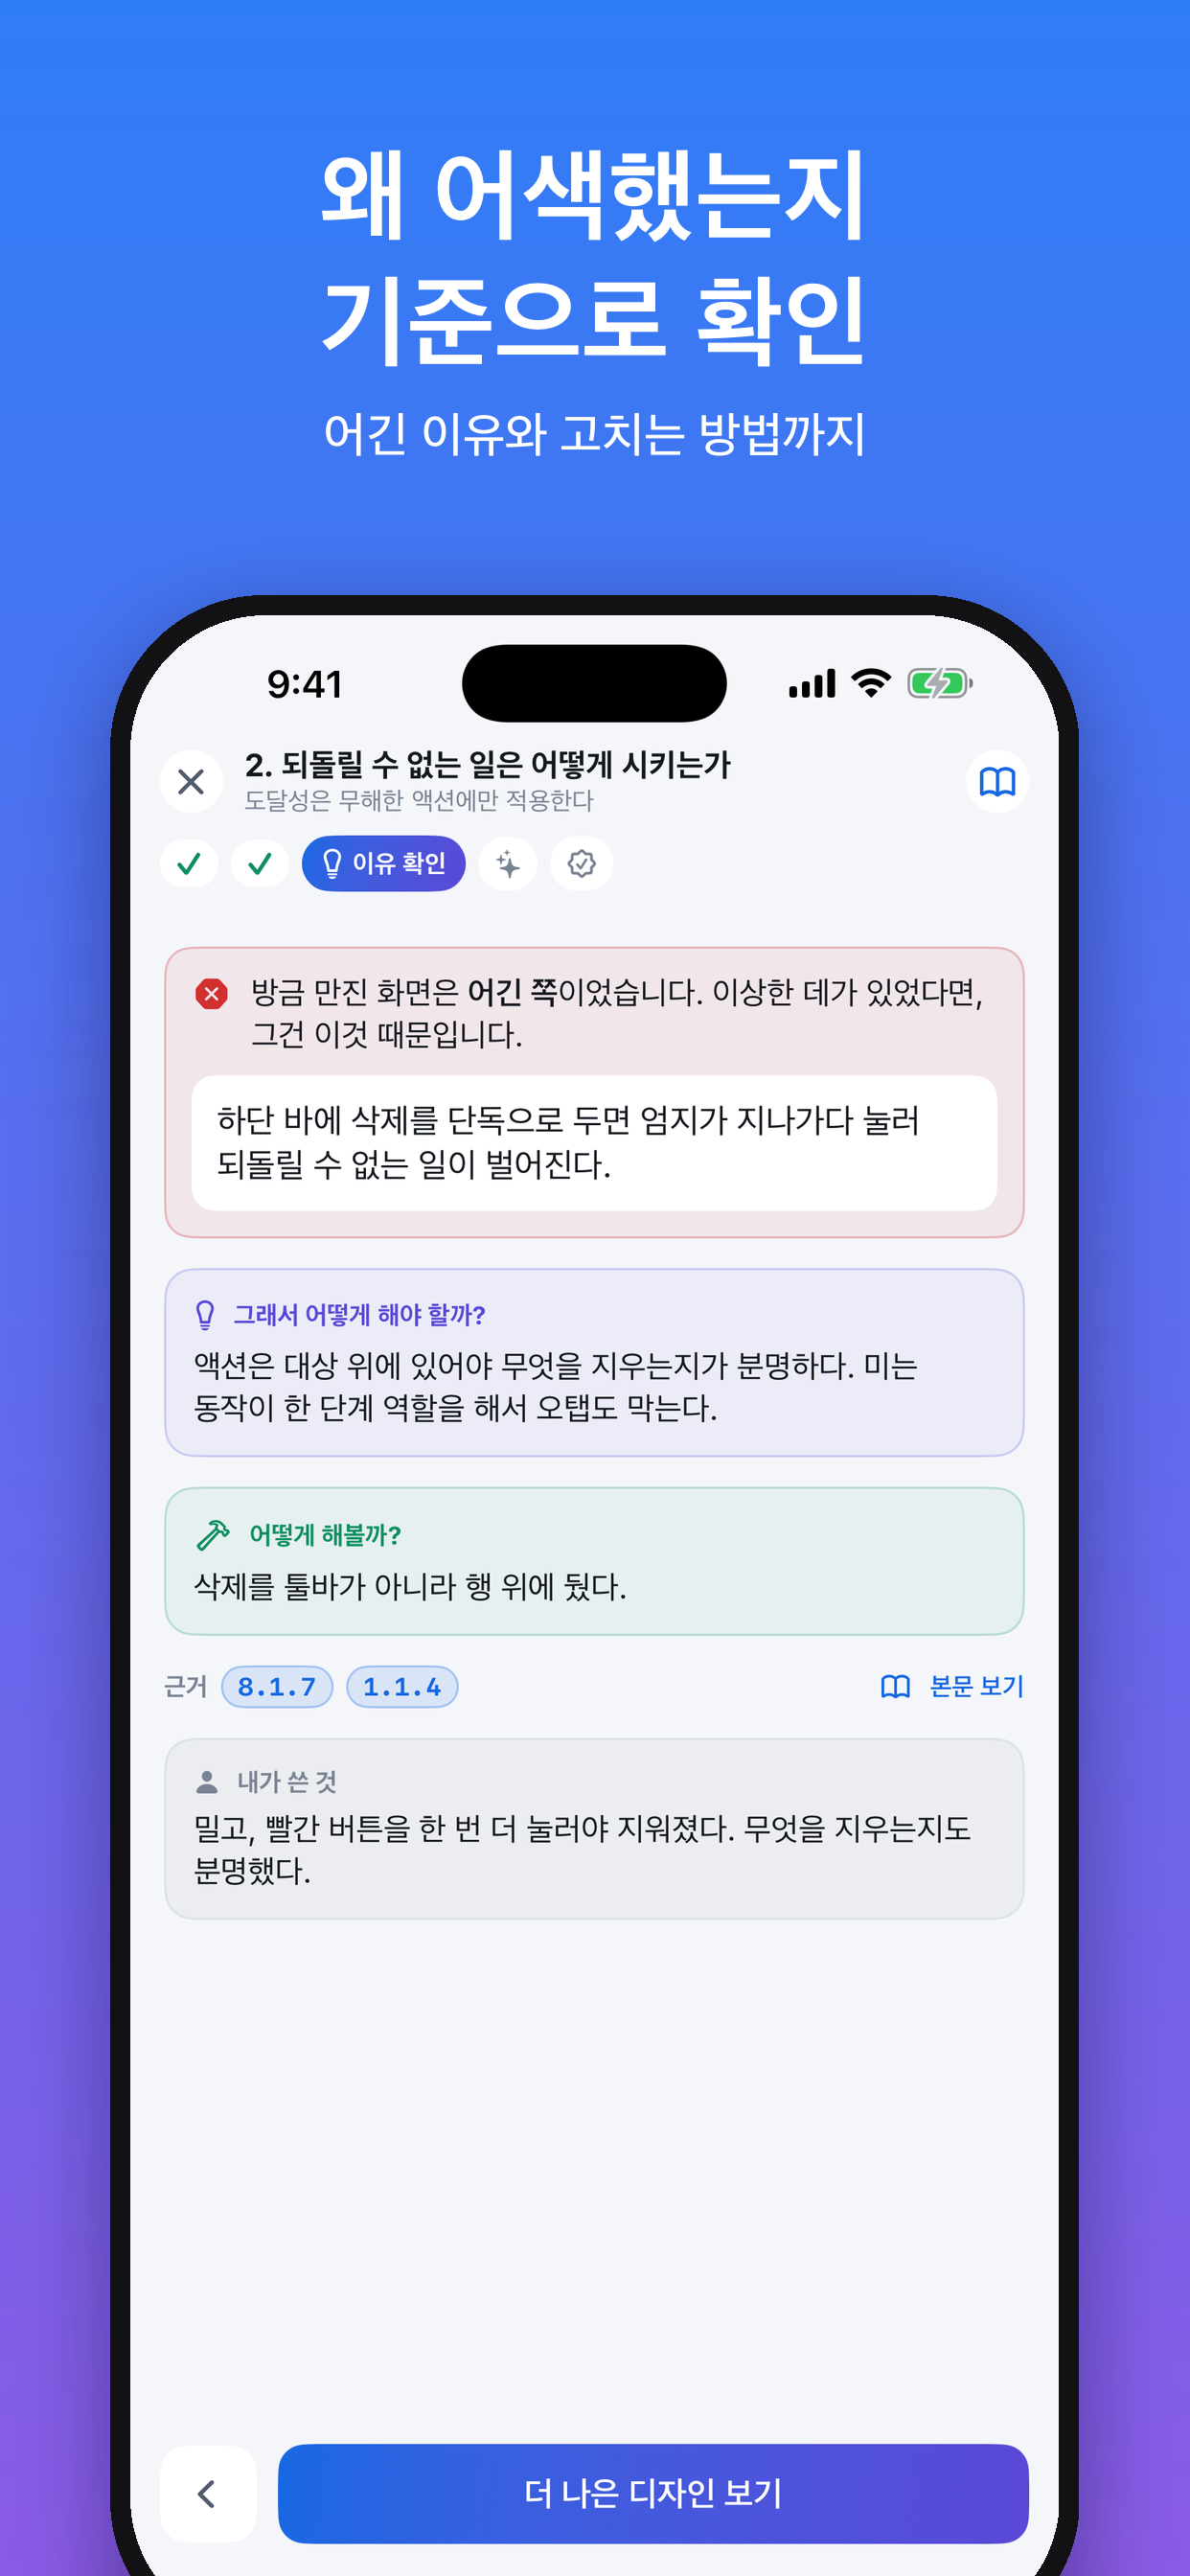 왜 어색했는지
기준으로 확인
어긴 이유와 고치는 방법까지
9:41
2. 되돌릴 수 없는 일은 어떻게 시키는가
도달성은 무해한 액션에만 적용한다
이유 확인
방금 만진 화면은 어긴 쪽이었습니다. 이상한 데가 있었다면,
그건 이것 때문입니다.
하단 바에 삭제를 단독으로 두면 엄지가 지나가다 눌러
되돌릴 수 없는 일이 벌어진다.
그래서 어떻게 해야 할까?
액션은 대상 위에 있어야 무엇을 지우는지가 분명하다. 미는
동작이 한 단계 역할을 해서 오탭도 막는다.
어떻게 해볼까?
삭제를 툴바가 아니라 행 위에 뒀다.
근거 8.1.7 1.1.4 본문 보기
내가 쓴 것
밀고, 빨간 버튼을 한 번 더 눌러야 지워졌다. 무엇을 지우는지도
분명했다.
더 나은 디자인 보기